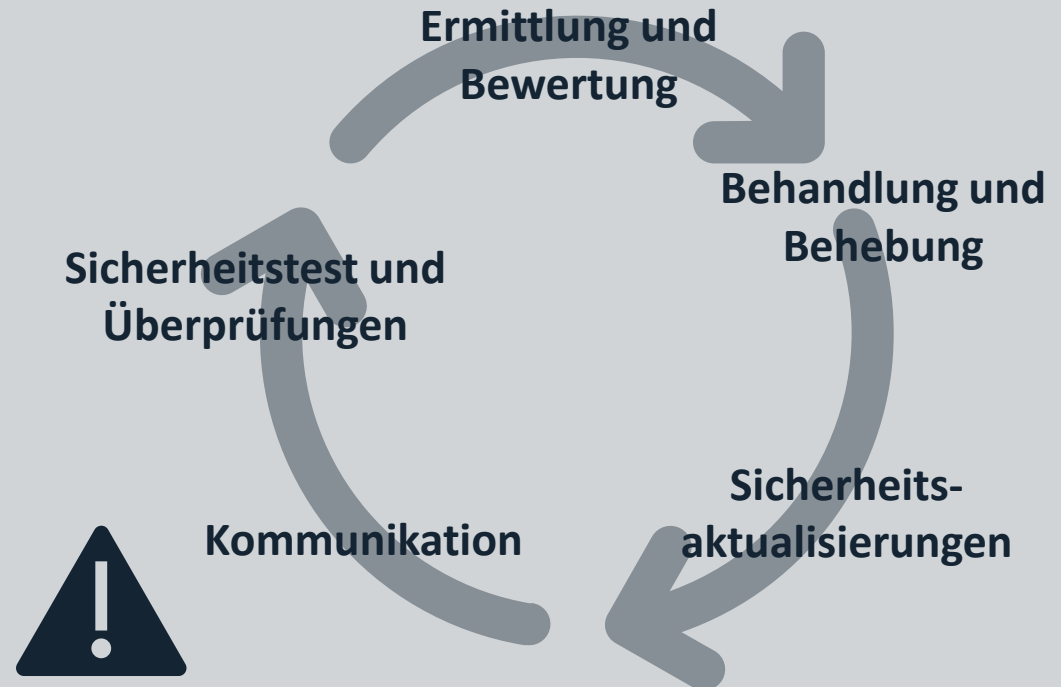 Ermittlung und
Bewertung
Behandlung und
Behebung
Sicherheits-
aktualisierungen
Kommunikation
Sicherheitstest und
Überprüfungen